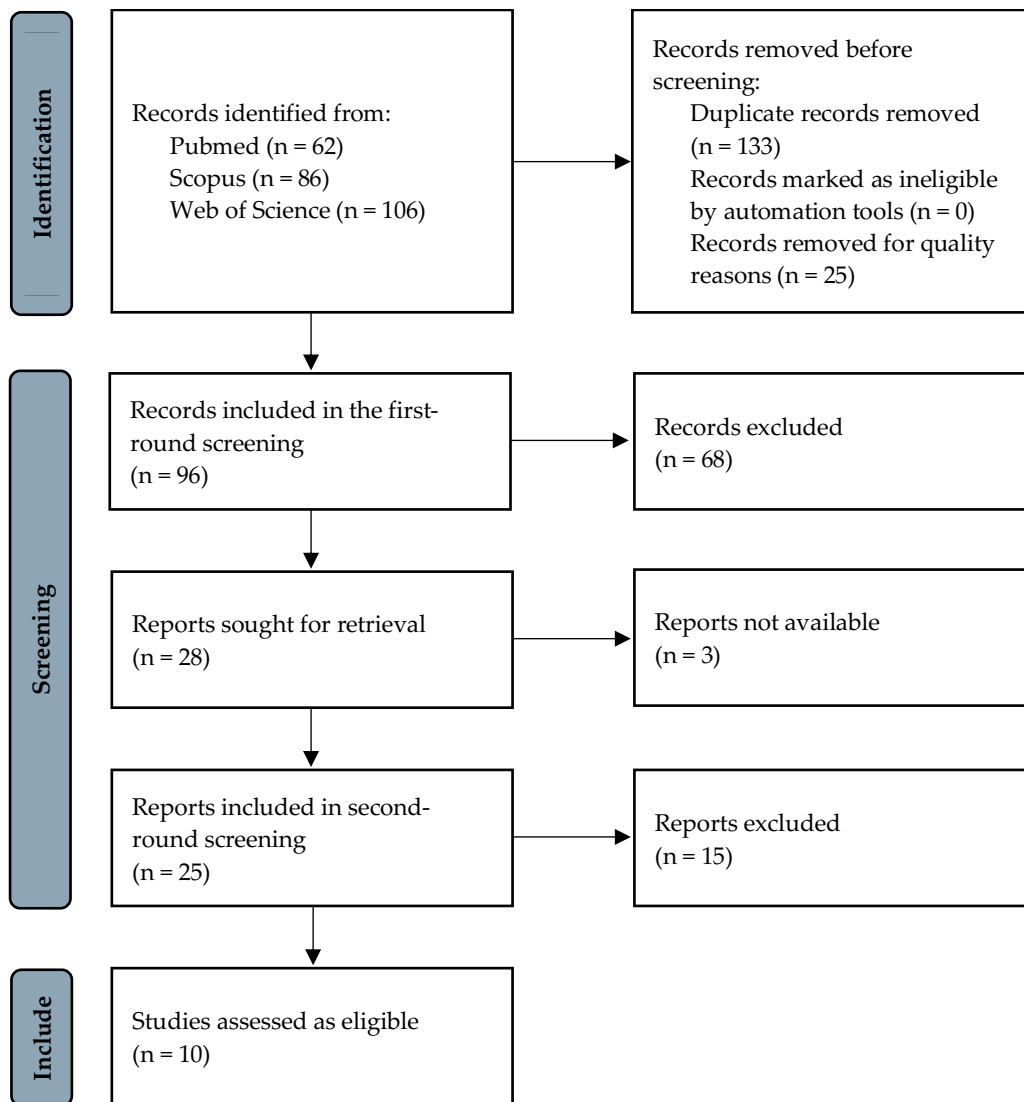 Identification
Records identified from:
Pubmed (n = 62)
Scopus (n = 86)
Web of Science (n = 106)
Records removed before
screening:
Duplicate records removed
(n = 133)
Records marked as ineligible
by automation tools (n = 0)
Records removed for quality
reasons (n = 25)
Screening
Records included in the first-
round screening
(n = 96)
Records excluded
(n = 68)
Reports sought for retrieval
(n = 28)
Reports not available
(n = 3)
Reports included in second-
round screening
(n = 25)
Reports excluded
(n = 15)
Include
Studies assessed as eligible
(n = 10)